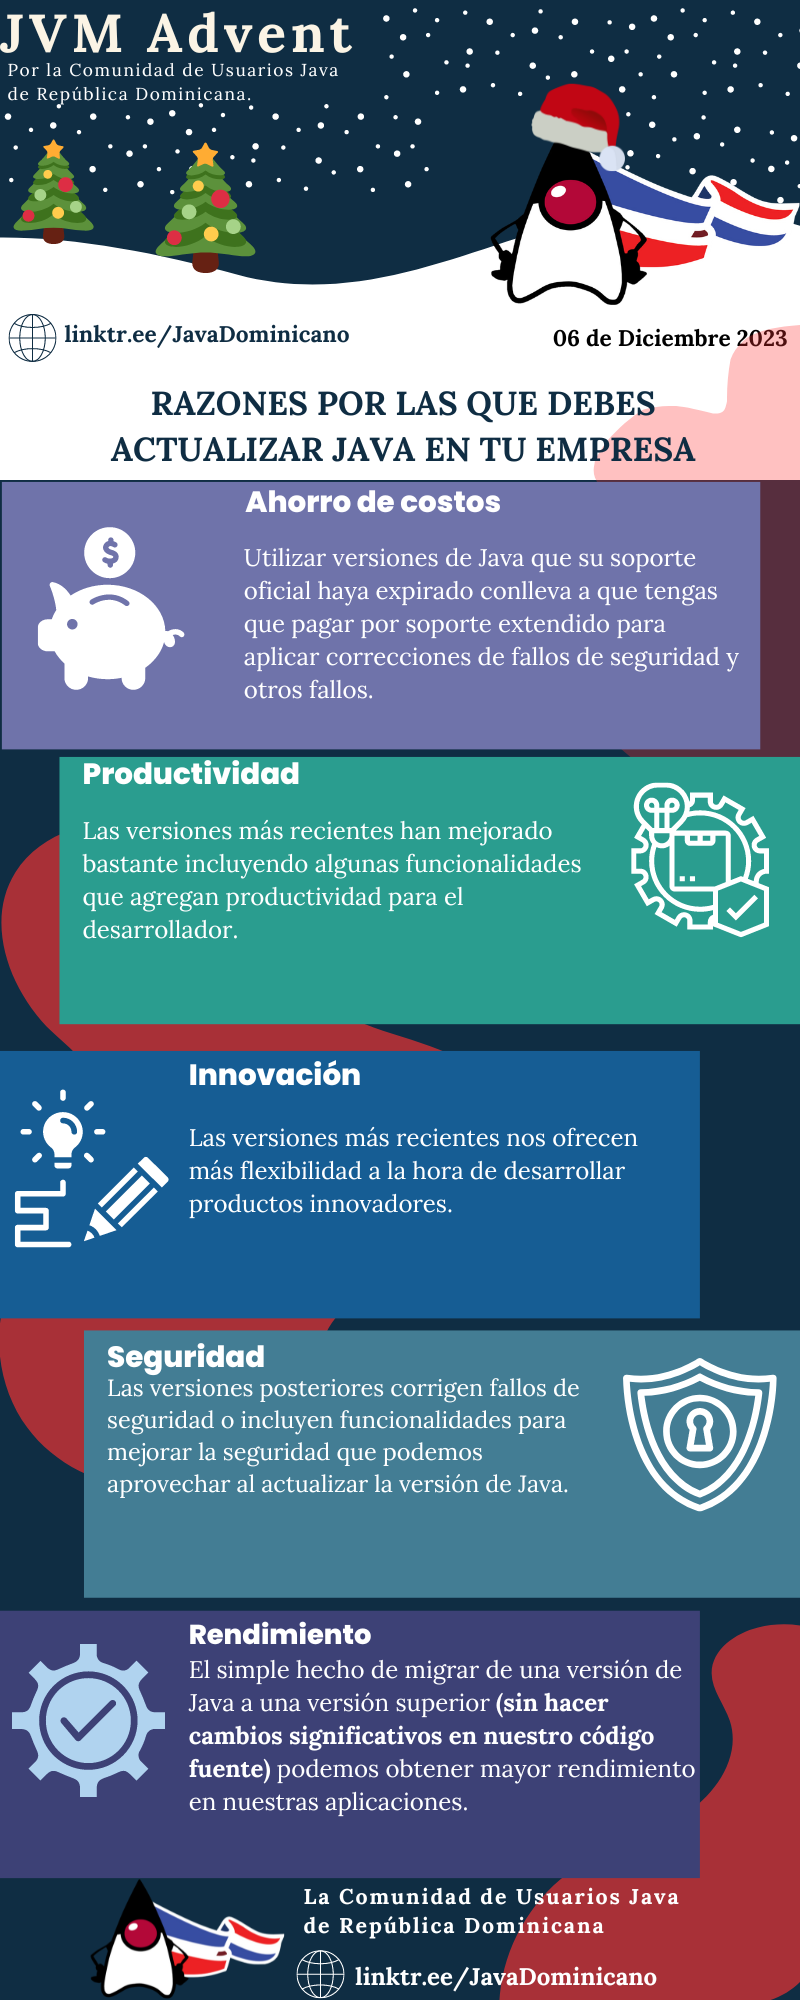 JVM Advent
Por la Comunidad de Usuarios Java
de República Dominicana.
linktr.ee/JavaDominicano
06 de Diciembre 2023
RAZONES POR LAS QUE DEBES
ACTUALIZAR JAVA EN TU EMPRESA
Ahorro de costos
$
Utilizar versiones de Java que su soporte
oficial haya expirado conlleva a que tengas
que pagar por soporte extendido para
aplicar correcciones de fallos de seguridad y
otros fallos.
Productividad
Las versiones más recientes han mejorado
bastante incluyendo algunas funcionalidades
que agregan productividad para el
desarrollador.
Innovación
Las versiones más recientes nos ofrecen
más flexibilidad a la hora de desarrollar
productos innovadores.
Seguridad
Las versiones posteriores corrigen fallos de
seguridad o incluyen funcionalidades para
mejorar la seguridad que podemos
aprovechar al actualizar la versión de Java.
Rendimiento
El simple hecho de migrar de una versión de
Java a una versión superior (sin hacer
cambios significativos en nuestro código
fuente) podemos obtener mayor rendimiento
en nuestras aplicaciones.
La Comunidad de Usuarios Java
de República Dominicana
linktr.ee/JavaDominicano